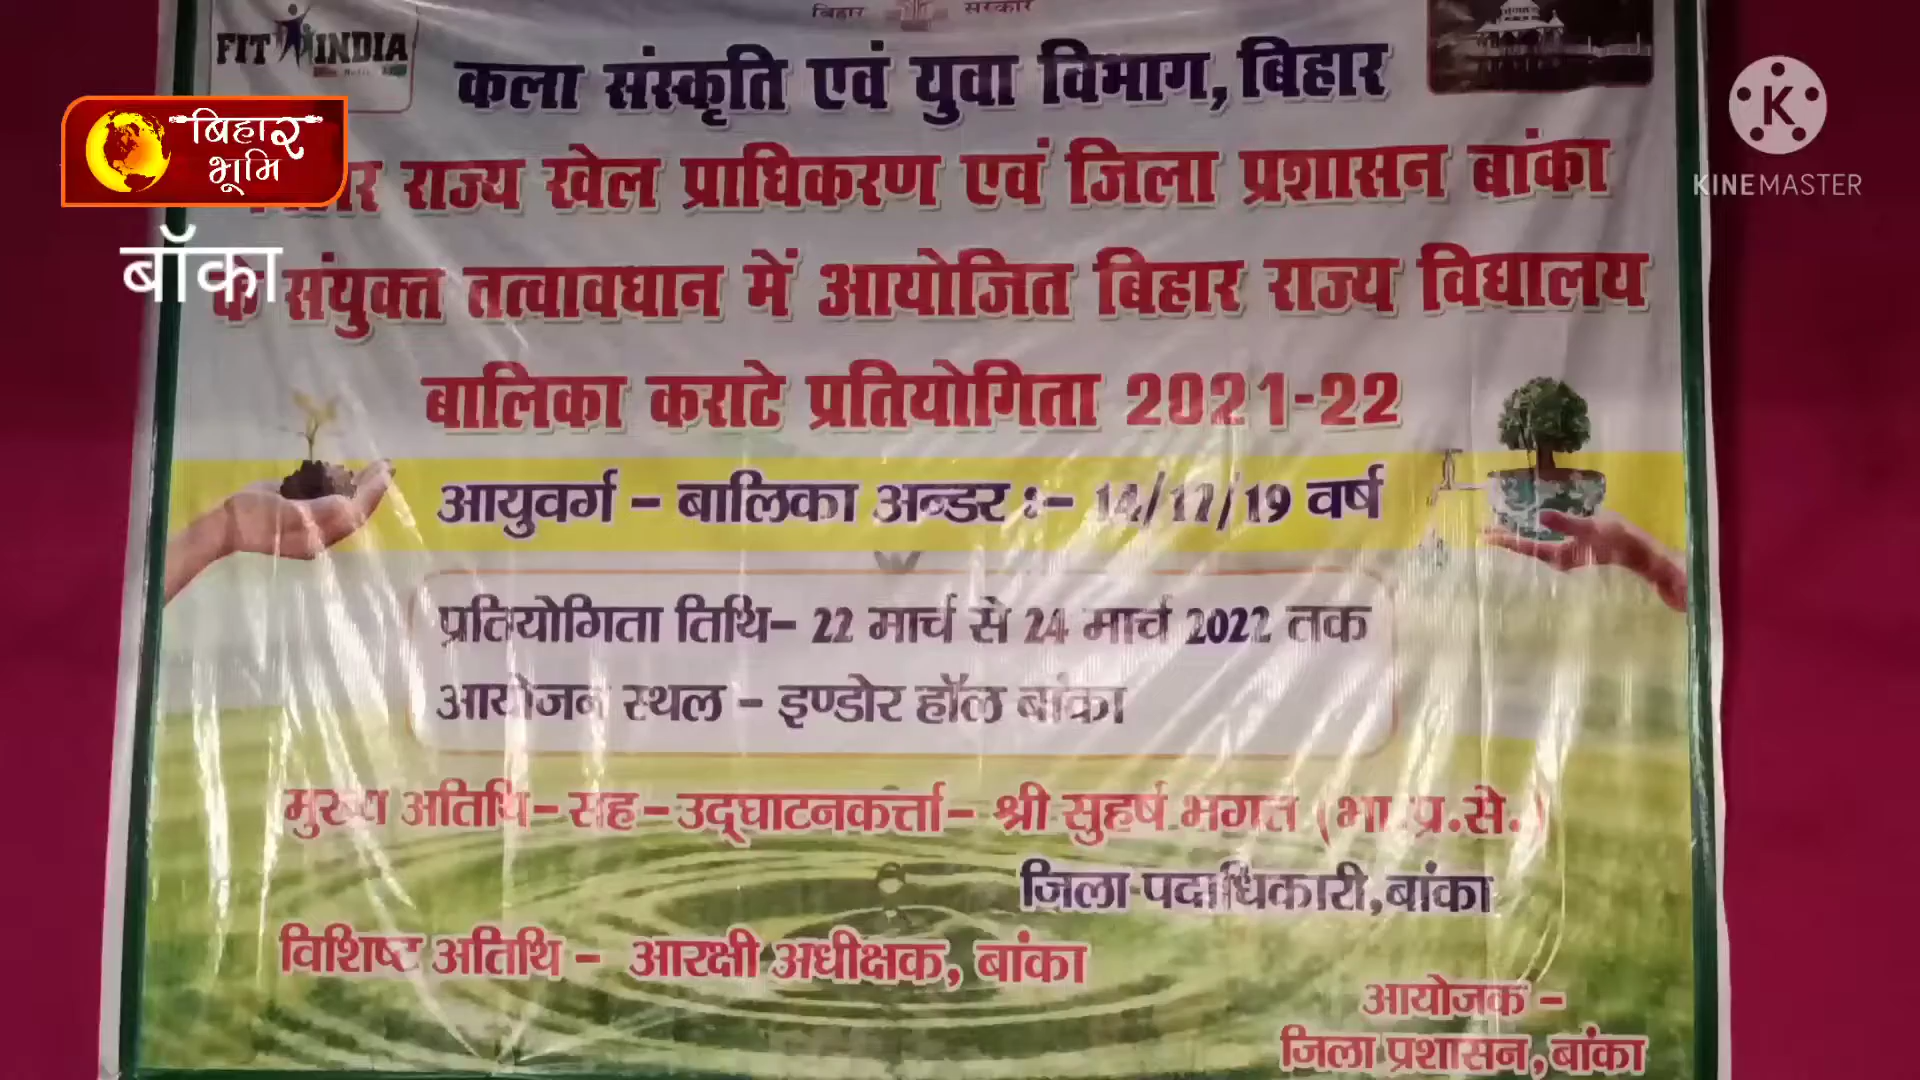 बिहार सरकार
FIT INDIA
कला संस्कृति एवं युवा विभाग, बिहार
बिहार भूमि
KINEMASTER
राज्य खेल प्राधिकरण एवं जिला प्रशासन बांका
बॉका
के संयुक्त तत्वावधान में आयोजित बिहार राज्य विद्यालय
बालिका कराटे प्रतियोगिता 2021-22
आयुवर्ग - बालिका अन्डर :- 14/17/19 वर्ष
प्रतियोगिता तिथि- 22 मार्च से 24 मार्च 2022 तक
आयोजन स्थल - इण्डोर हॉल बांका
मुख्य अतिथि-सह-उद्घाटनकर्त्ता- श्री सुहर्ष भगत (भा.प्र.से.)
जिला पदाधिकारी,बांका
विशिष्ट अतिथि - आरक्षी अधीक्षक, बांका
आयोजक -
जिला प्रशासन, बांका